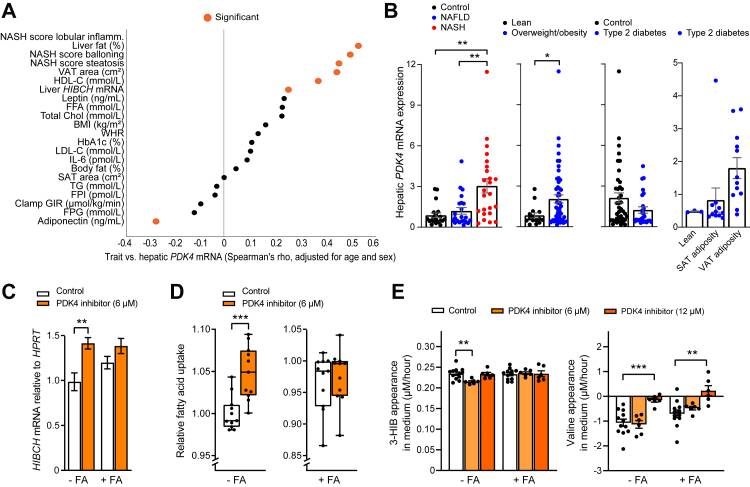 A
Significant
NASH score lobular inflamm.
Liver fat (%)
NASH score balloning
NASH score steatosis
VAT area (cm²)
HDL-C (mmol/L)
Liver HIBCH mRNA
Leptin (ng/mL)
FFA (mmol/L)
Total Chol (mmol/L)
BMI (kg/m²)
WHR
HbA1c (%)
LDL-C (mmol/L)
IL-6 (pmol/L)
Body fat (%)
SAT area (cm²)
TG (mmol/L)
FPI (pmol/L)
Clamp GIR (µmol/kg/min)
FPG (mmol/L)
Adiponectin (ng/mL)
-0.4 -0.3 -0.2 -0.1 0.0 0.1 0.2 0.3 0.4 0.5 0.6
Trait vs. hepatic PDK4 mRNA (Spearman's rho, adjusted for age and sex)
B
Control
NAFLD
NASH
Lean
Overweight/obesity
Control
Type 2 diabetes
Type 2 diabetes
** ** *
Hepatic PDK4 mRNA expression
12
9
6
3
0
5
4
3
2
1
0
Lean
SAT adiposity
VAT adiposity
C
Control
PDK4 inhibitor (6 µM)
**
HIBCH mRNA relative to HPRT
1.5
1.0
0.5
0.0
- FA + FA
D
Control
PDK4 inhibitor (6 µM)
***
Relative fatty acid uptake
1.10
1.05
1.00
0.95
- FA
1.05
1.00
0.95
0.90
0.85
+ FA
E
Control PDK4 inhibitor (6 µM) PDK4 inhibitor (12 µM)
**
3-HIB appearance
in medium (µM/hour)
0.30
0.25
0.20
0.15
0.10
0.05
0.00
- FA + FA
*** **
Valine appearance
in medium (µM/hour)
2
1
0
-1
-2
-3
- FA + FA